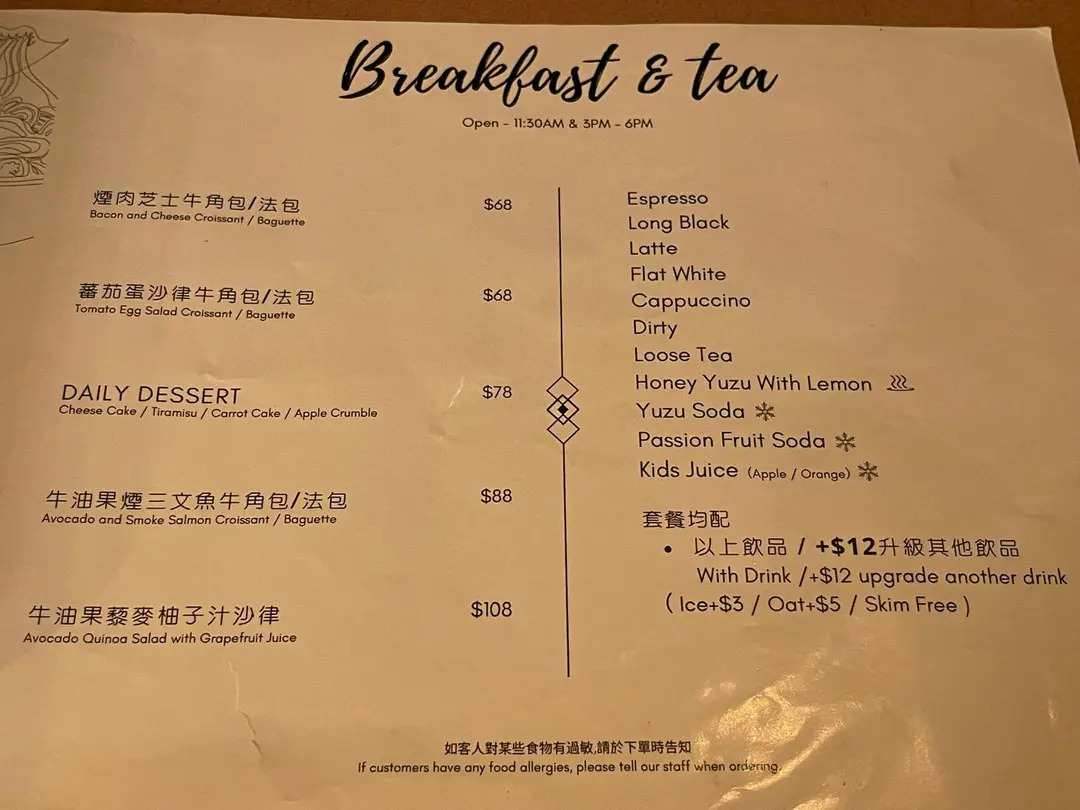 Breakfast & tea
Open - 11:30AM & 3PM - 6PM
煙肉芝士牛角包/法包 $68
Bacon and Cheese Croissant / Baguette
蕃茄蛋沙律牛角包/法包 $68
Tomato Egg Salad Croissant / Baguette
DAILY DESSERT $78
Cheese Cake / Tiramisu / Carrot Cake / Apple Crumble
牛油果煙三文魚牛角包/法包 $88
Avocado and Smoke Salmon Croissant / Baguette
牛油果藜麥柚子汁沙律 $108
Avocado Quinoa Salad with Grapefruit Juice
Espresso
Long Black
Latte
Flat White
Cappuccino
Dirty
Loose Tea
Honey Yuzu With Lemon
Yuzu Soda
Passion Fruit Soda
Kids Juice (Apple / Orange)
套餐均配
• 以上飲品 / +$12升級其他飲品
With Drink /+$12 upgrade another drink
( Ice+$3 / Oat+$5 / Skim Free )
如客人對某些食物有過敏,請於下單時告知
If customers have any food allergies, please tell our staff when ordering.